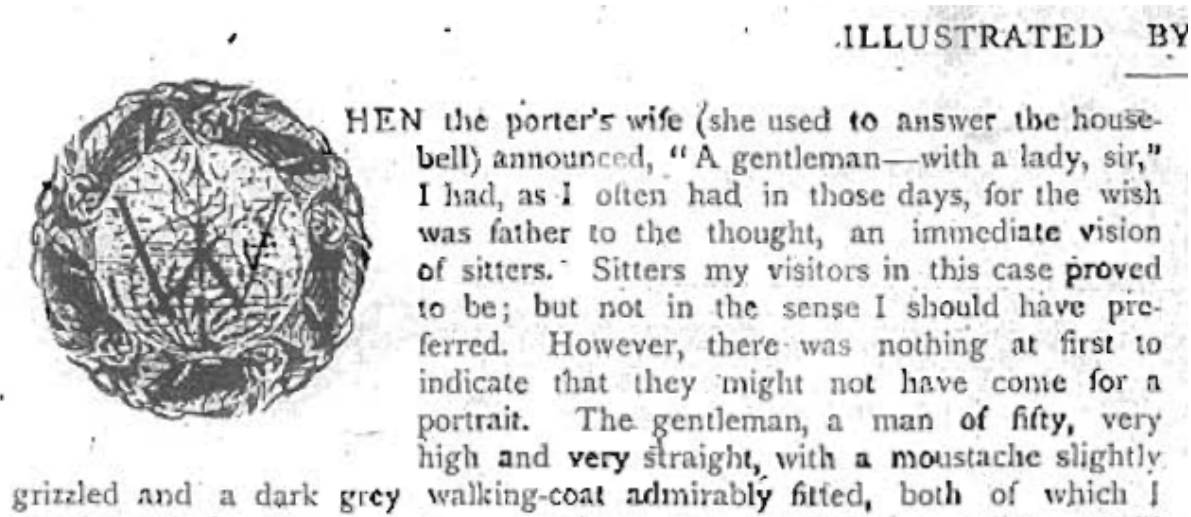 ILLUSTRATED BY
WHEN the porter's wife (she used to answer the house-
bell) announced, "A gentleman—with a lady, sir,"
I had, as I often had in those days, for the wish
was father to the thought, an immediate vision
of sitters. Sitters my visitors in this case proved
to be; but not in the sense I should have pre-
ferred. However, there was nothing at first to
indicate that they might not have come for a
portrait. The gentleman, a man of fifty, very
high and very straight, with a moustache slightly
grizzled and a dark grey walking-coat admirably fitted, both of which I